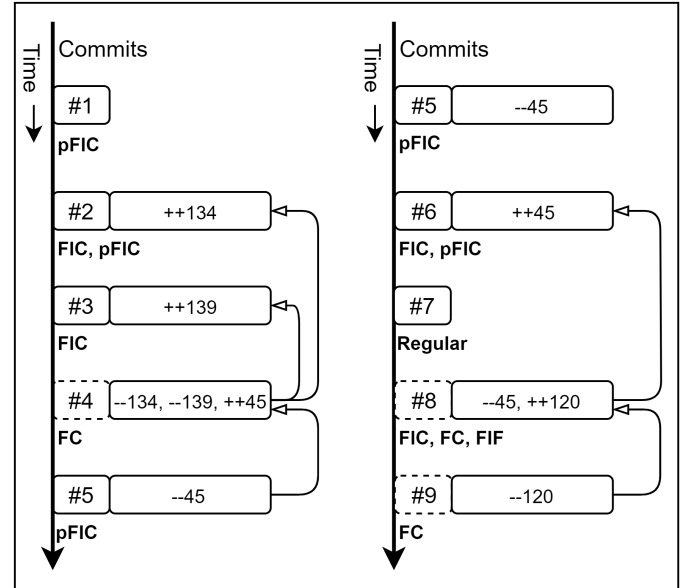 Time
Commits
#1
pFIC
#2 ++134
FIC, pFIC
#3 ++139
FIC
#4 --134, --139, ++45
FC
#5 --45
pFIC
Time
Commits
#5 --45
pFIC
#6 ++45
FIC, pFIC
#7
Regular
#8 --45, ++120
FIC, FC, FIF
#9 --120
FC